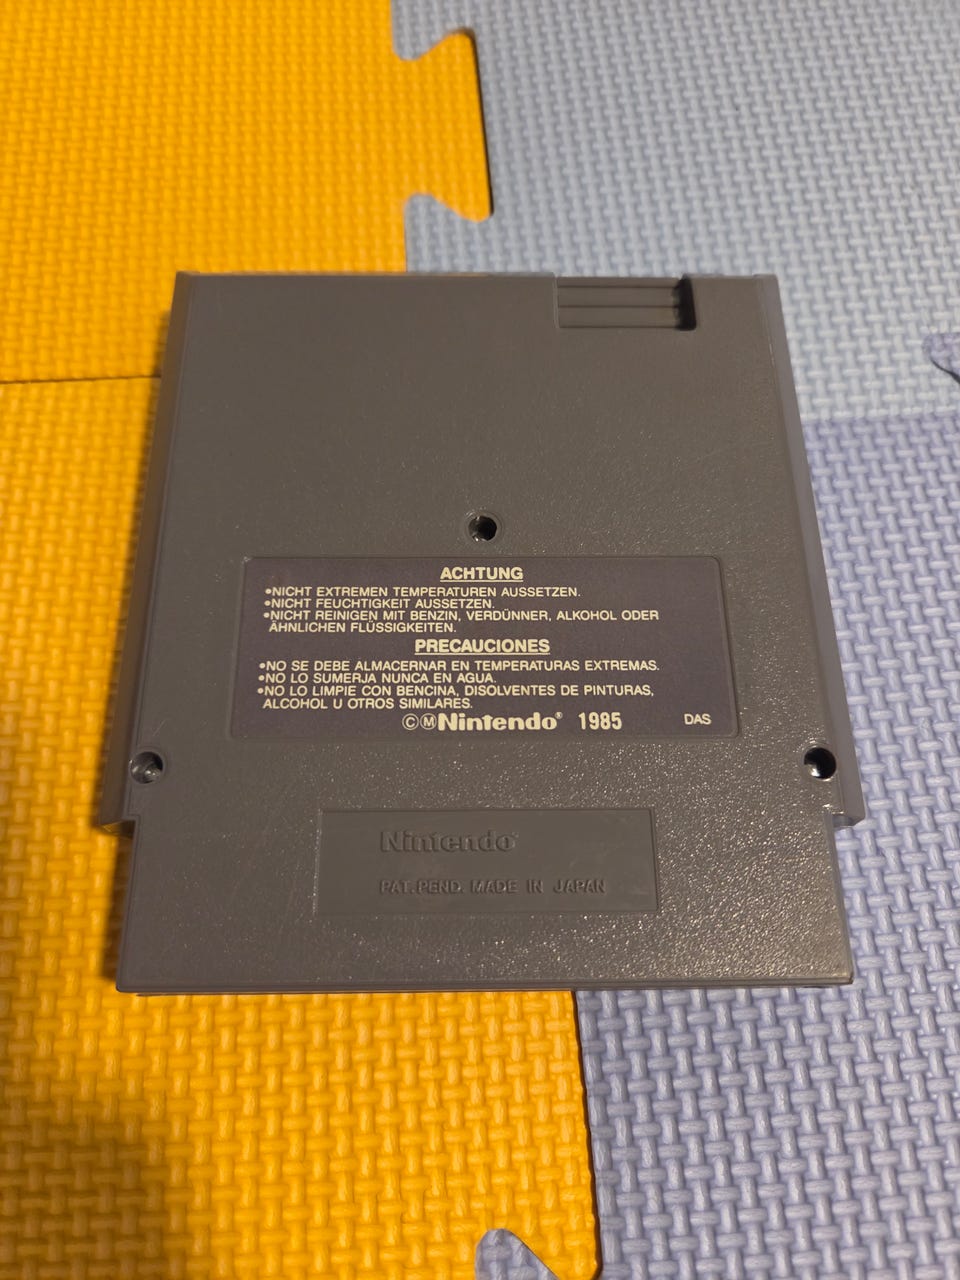 ACHTUNG
•NICHT EXTREMEN TEMPERATUREN AUSSETZEN.
•NICHT FEUCHTIGKEIT AUSSETZEN.
•NICHT REINIGEN MIT BENZIN, VERDÜNNER, ALKOHOL ODER
ÄHNLICHEN FLÜSSIGKEITEN.
PRECAUCIONES
•NO SE DEBE ALMACERNAR EN TEMPERATURAS EXTREMAS.
•NO LO SUMERJA NUNCA EN AGUA.
•NO LO LIMPIE CON BENCINA, DISOLVENTES DE PINTURAS,
ALCOHOL U OTROS SIMILARES.
©ⓂNintendo® 1985 DAS
Nintendo®
PAT. PEND. MADE IN JAPAN